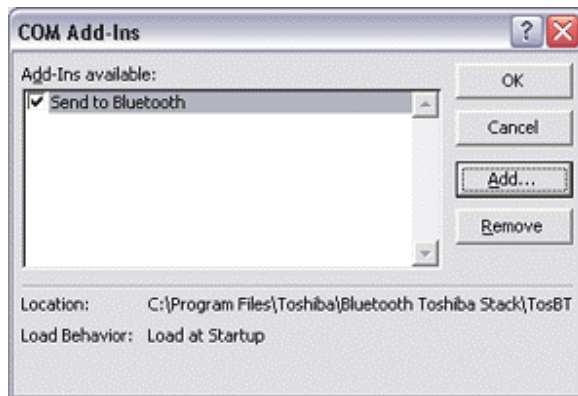 COM Add-Ins
Add-Ins available:
Send to Bluetooth
OK
Cancel
Add...
Remove
Location: C:\Program Files\Toshiba\Bluetooth Toshiba Stack\TosBT
Load Behavior: Load at Startup